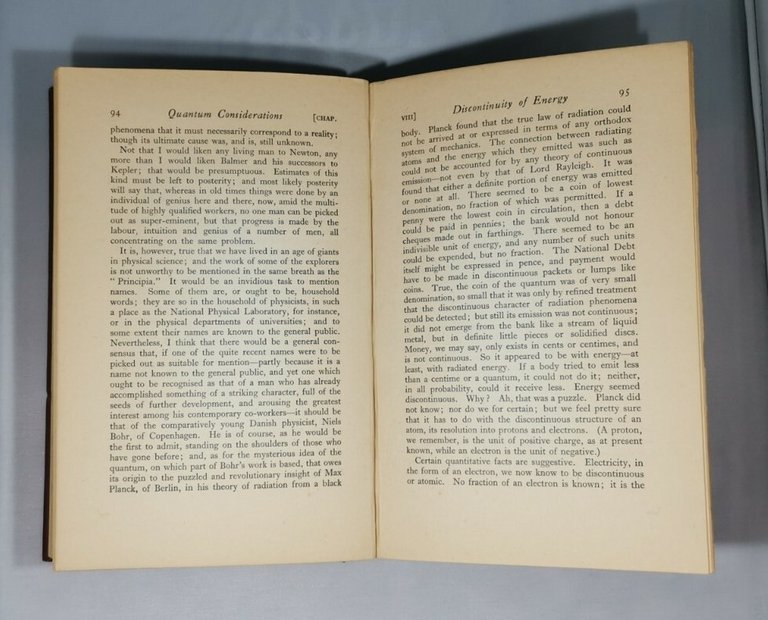 94 Quantum Considerations [CHAP.
phenomena that it must necessarily correspond to a reality;
though its ultimate cause was, and is, still unknown.
Not that I would liken any living man to Newton, any
more than I would liken Balmer and his successors to
Kepler; that would be presumptuous. Estimates of this
kind must be left to posterity; and most likely posterity
will say that, whereas in old times things were done by an
individual of genius here and there, now, amid the multi-
tude of highly qualified workers, no one man can be picked
out as super-eminent, but that progress is made by the
labour, intuition and genius of a number of men, all
concentrating on the same problem.
It is, however, true that we have lived in an age of giants
in physical science; and the work of some of the explorers
is not unworthy to be mentioned in the same breath as the
"Principia." It would be an invidious task to mention
names. Some of them are, or ought to be, household
words; they are so in the household of physicists, in such
a place as the National Physical Laboratory, for instance,
or in the physical departments of universities; and to
some extent their names are known to the general public.
Nevertheless, I think that there would be a general con-
sensus that, if one of the quite recent names were to be
picked out as suitable for mention—partly because it is a
name not known to the general public, and yet one which
ought to be recognised as that of a man who has already
accomplished something of a striking character, full of the
seeds of further development, and arousing the greatest
interest among his contemporary co-workers—it should be
that of the comparatively young Danish physicist, Niels
Bohr, of Copenhagen. He is of course, as he would be
the first to admit, standing on the shoulders of those who
have gone before; and, as for the mysterious idea of the
quantum, on which part of Bohr's work is based, that owes
its origin to the puzzled and revolutionary insight of Max
Planck, of Berlin, in his theory of radiation from a black
VIII] Discontinuity of Energy 95
body. Planck found that the true law of radiation could
not be arrived at or expressed in terms of any orthodox
system of mechanics. The connection between radiating
atoms and the energy which they emitted was such as
could not be accounted for by any theory of continuous
emission—not even by that of Lord Rayleigh. It was
found that either a definite portion of energy was emitted
or none at all. There seemed to be a coin of lowest
denomination, no fraction of which was permitted. If a
penny were the lowest coin in circulation, then a debt
could be paid in pennies; the bank would not honour
cheques made out in farthings. There seemed to be an
indivisible unit of energy, and any number of such units
could be expended, but no fraction. The National Debt
itself might be expressed in pence, and payment would
have to be made in discontinuous packets or lumps like
coins. True, the coin of the quantum was of very small
denomination, so small that it was only by refined treatment
that the discontinuous character of radiation phenomena
could be detected; but still its emission was not continuous;
it did not emerge from the bank like a stream of liquid
metal, but in definite little pieces or solidified discs.
Money, we may say, only exists in cents or centimes, and
is not continuous. So it appeared to be with energy—at
least, with radiated energy. If a body tried to emit less
than a centime or a quantum, it could not do it; neither,
in all probability, could it receive less. Energy seemed
discontinuous. Why? Ah, that was a puzzle. Planck did
not know; nor do we for certain; but we feel pretty sure
that it has to do with the discontinuous structure of an
atom, its resolution into protons and electrons. (A proton,
we remember, is the unit of positive charge, as at present
known, while an electron is the unit of negative.)
Certain quantitative facts are suggestive. Electricity, in
the form of an electron, we now know to be discontinuous
or atomic. No fraction of an electron is known; it is the